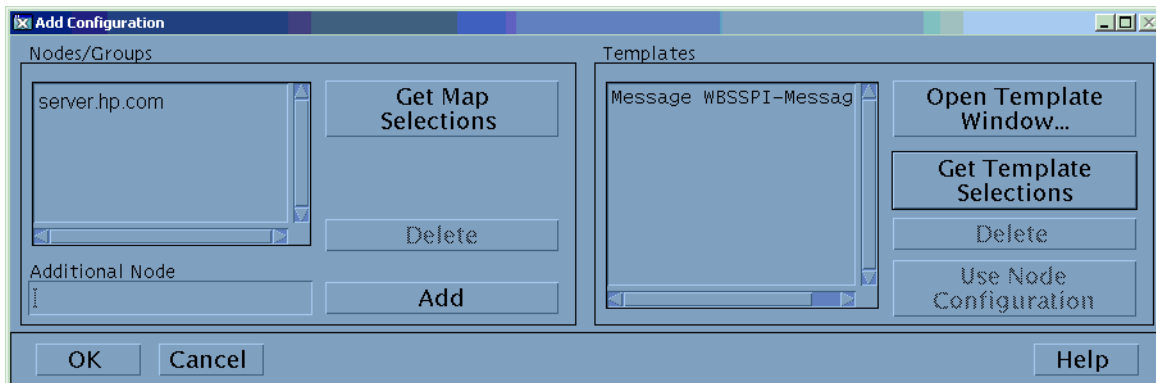 Add Configuration
Nodes/Groups
server.hp.com
Get Map
Selections
Delete
Additional Node
Add
Templates
Message WBSSPI-Messag
Open Template
Window...
Get Template
Selections
Delete
Use Node
Configuration
OK
Cancel
Help